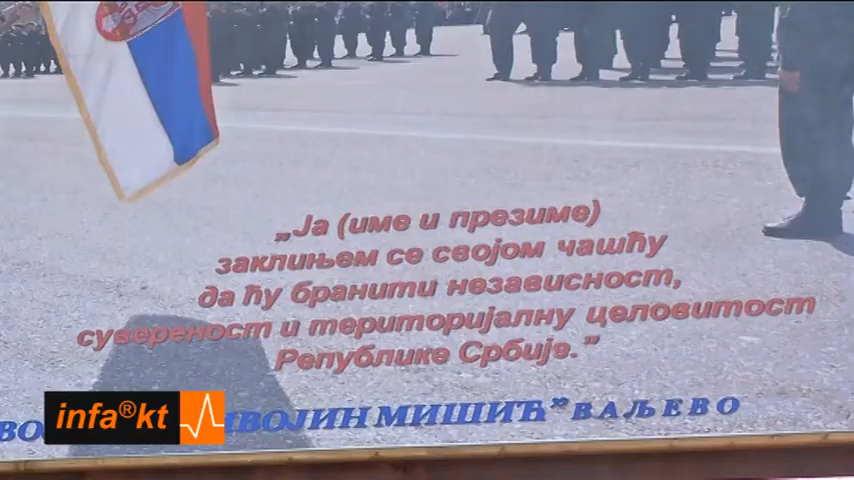 „Ја (име и презиме)
заклињем се својом чашћу
да ћу бранити независност,
сувереност и територијалну целовитост
Републике Србије.”
ЖИВОЈИН МИШИЋ” ВАЉЕВО
infa®kt